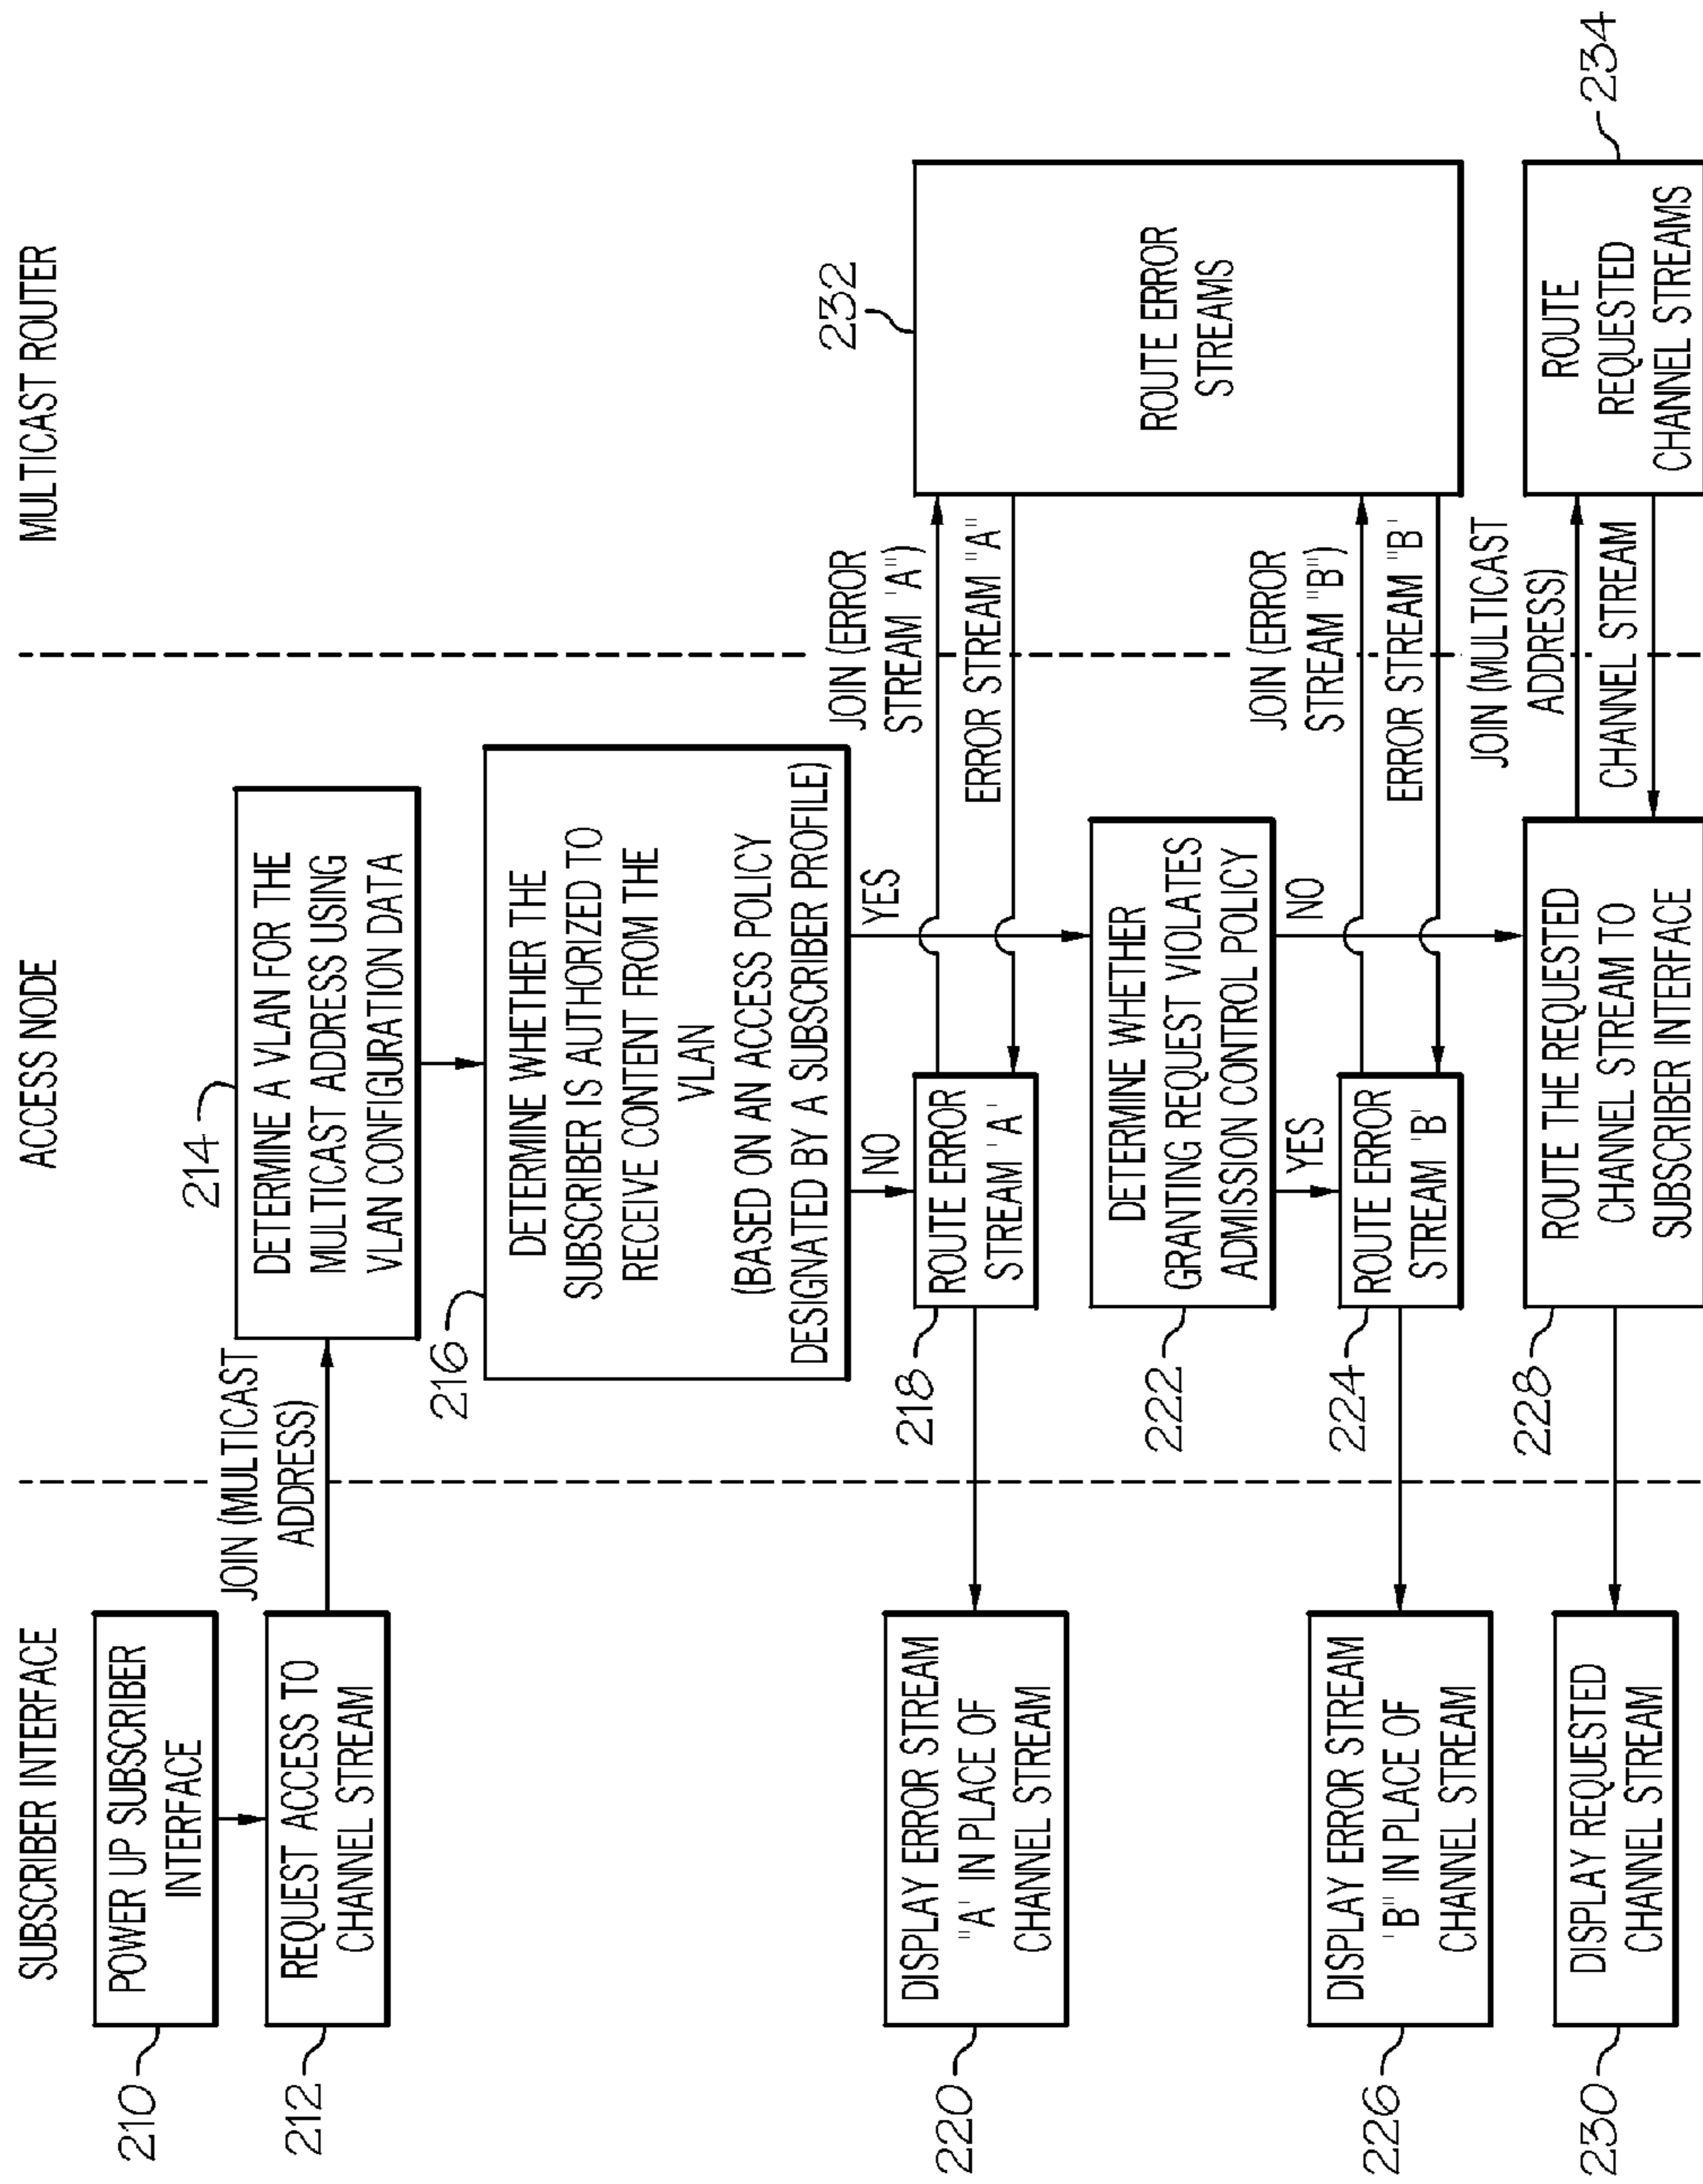 SUBSCRIBER INTERFACE
ACCESS NODE
MULTICAST ROUTER
210
POWER UP SUBSCRIBER
INTERFACE
212
REQUEST ACCESS TO
CHANNEL STREAM
JOIN (MULTICAST
ADDRESS)
214
DETERMINE A VLAN FOR THE
MULTICAST ADDRESS USING
VLAN CONFIGURATION DATA
216
DETERMINE WHETHER THE
SUBSCRIBER IS AUTHORIZED TO
RECEIVE CONTENT FROM THE
VLAN
(BASED ON AN ACCESS POLICY
DESIGNATED BY A SUBSCRIBER PROFILE)
NO
YES
218
ROUTE ERROR
STREAM 'A'
JOIN (ERROR
STREAM 'A")
ERROR STREAM "A"
232
ROUTE ERROR
STREAMS
220
DISPLAY ERROR STREAM
"A' IN PLACE OF
CHANNEL STREAM
222
DETERMINE WHETHER
GRANTING REQUEST VIOLATES
ADMISSION CONTROL POLICY
YES
NO
224
ROUTE ERROR
STREAM 'B'
JOIN (ERROR
STREAM "B")
ERROR STREAM "B'
226
DISPLAY ERROR STREAM
'B" IN PLACE OF
CHANNEL STREAM
228
ROUTE THE REQUESTED
CHANNEL STREAM TO
SUBSCRIBER INTERFACE
JOIN (MULTICAST
ADDRESS)
CHANNEL STREAM
234
ROUTE
REQUESTED
CHANNEL STREAMS
230
DISPLAY REQUESTED
CHANNEL STREAM